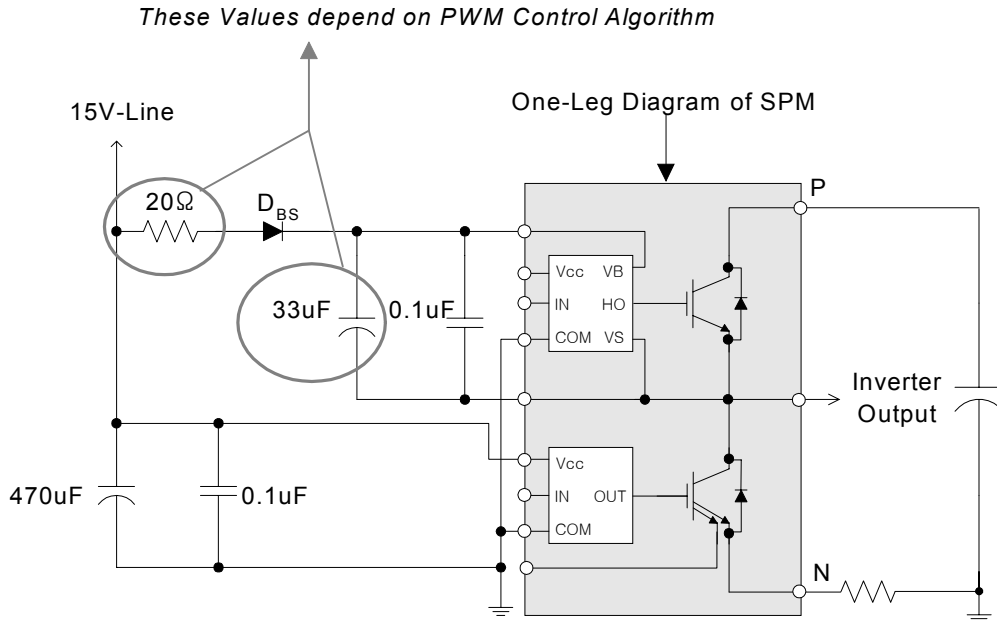 These Values depend on PWM Control Algorithm
15V-Line
One-Leg Diagram of SPM
P
20Ω
D_BS
Vcc VB
IN HO
COM VS
33uF 0.1uF
Inverter
Output
Vcc
IN OUT
COM
470uF 0.1uF
N